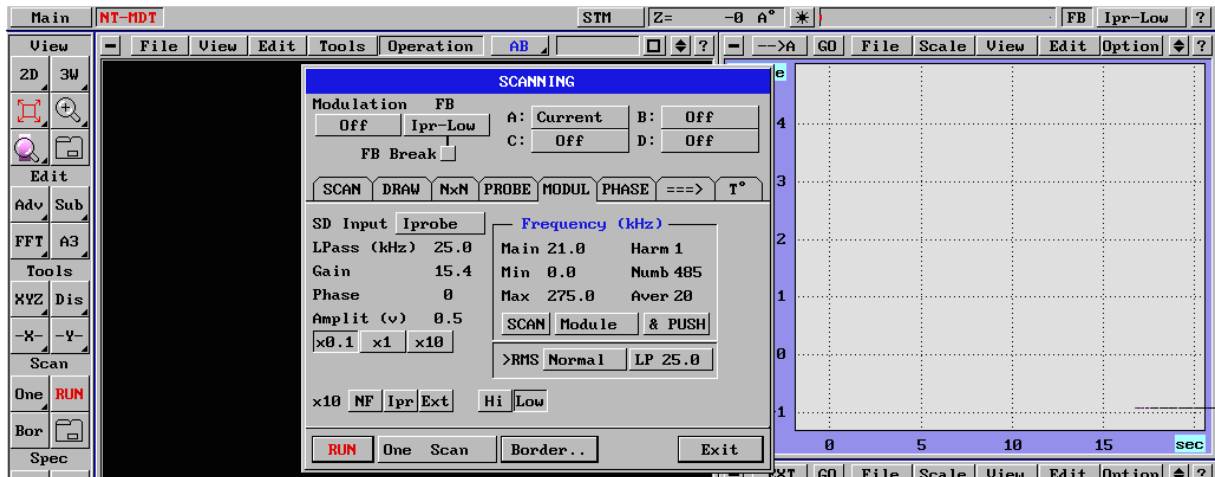 Main NT-MDT STM Z= -0 A° FB Ipr-Low ?
View File View Edit Tools Operation AB ? -->A GO File Scale View Edit Option ?
2D 3W
Edit
Adv Sub
FFT A3
Tools
XYZ Dis
-X- -Y-
Scan
One RUN
Bor
Spec
SCANNING
Modulation FB
Off Ipr-Low A: Current B: Off
C: Off D: Off
FB Break
SCAN DRAW N×N PROBE MODUL PHASE ===> T°
SD Input Iprobe Frequency (kHz)
LPass (kHz) 25.0 Main 21.0 Harm 1
Gain 15.4 Min 0.0 Numb 485
Phase 0 Max 275.0 Aver 20
Amplit (v) 0.5 SCAN Module & PUSH
x0.1 x1 x10 >RMS Normal LP 25.0
x10 NF Ipr Ext Hi Low
RUN One Scan Border.. Exit
e
4
3
2
1
0
-1
0 5 10 15 sec
GO File Scale View Edit Option ?